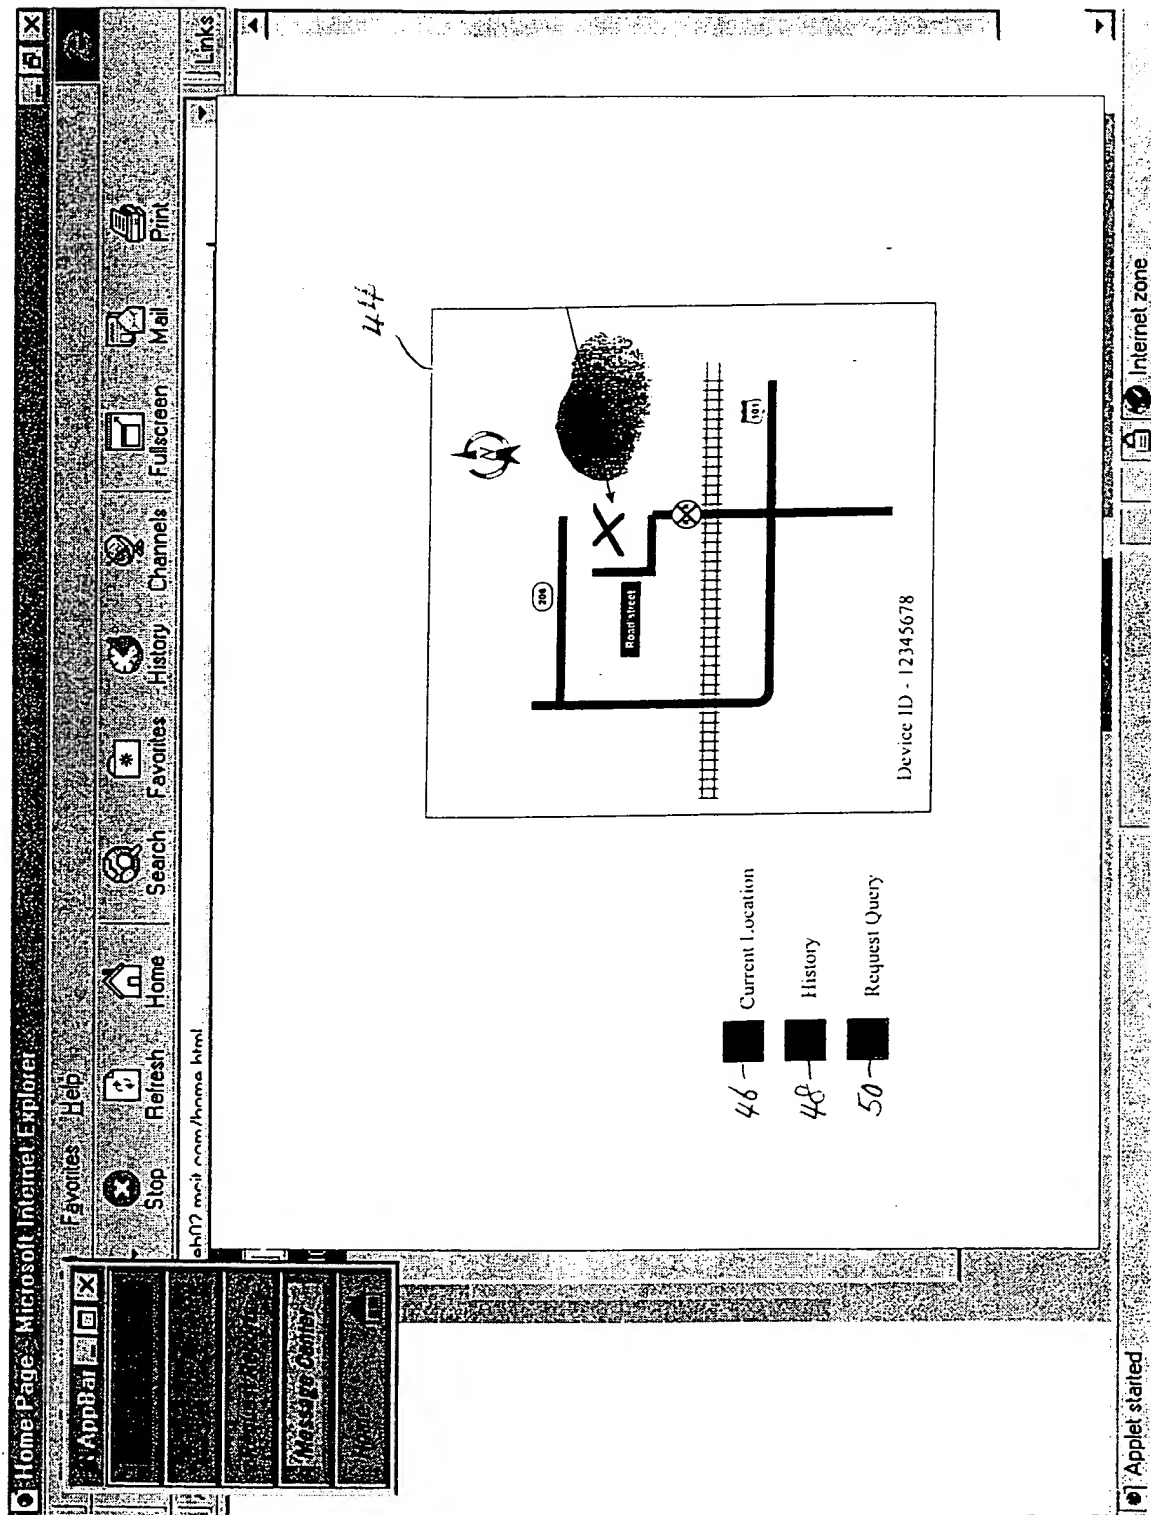 Home Page - Microsoft Internet Explorer
Favorites Help
Stop Refresh Home Search Favorites History Channels Fullscreen Mail Print
Links
AppBar
Message Center
44
N
206
Road street
101
Device ID - 12345678
46 Current Location
48 History
50 Request Query
Applet started
Internet zone